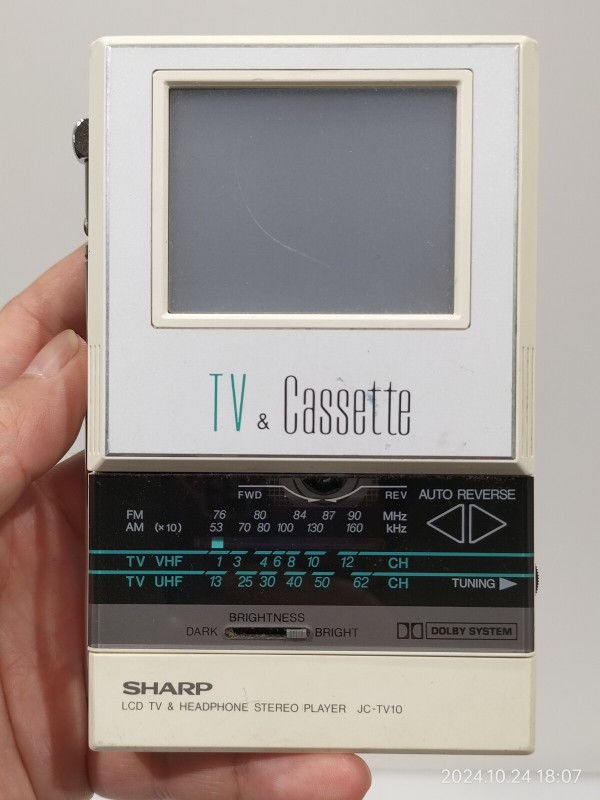 TV & Cassette
FWD REV AUTO REVERSE
FM 76 80 84 87 90 MHz
AM (×10) 53 70 80 100 130 160 kHz
TV VHF 1 3 4 6 8 10 12 CH
TV UHF 13 25 30 40 50 62 CH TUNING
BRIGHTNESS
DARK BRIGHT DOLBY SYSTEM
SHARP
LCD TV & HEADPHONE STEREO PLAYER JC-TV10
2024.10.24 18:07